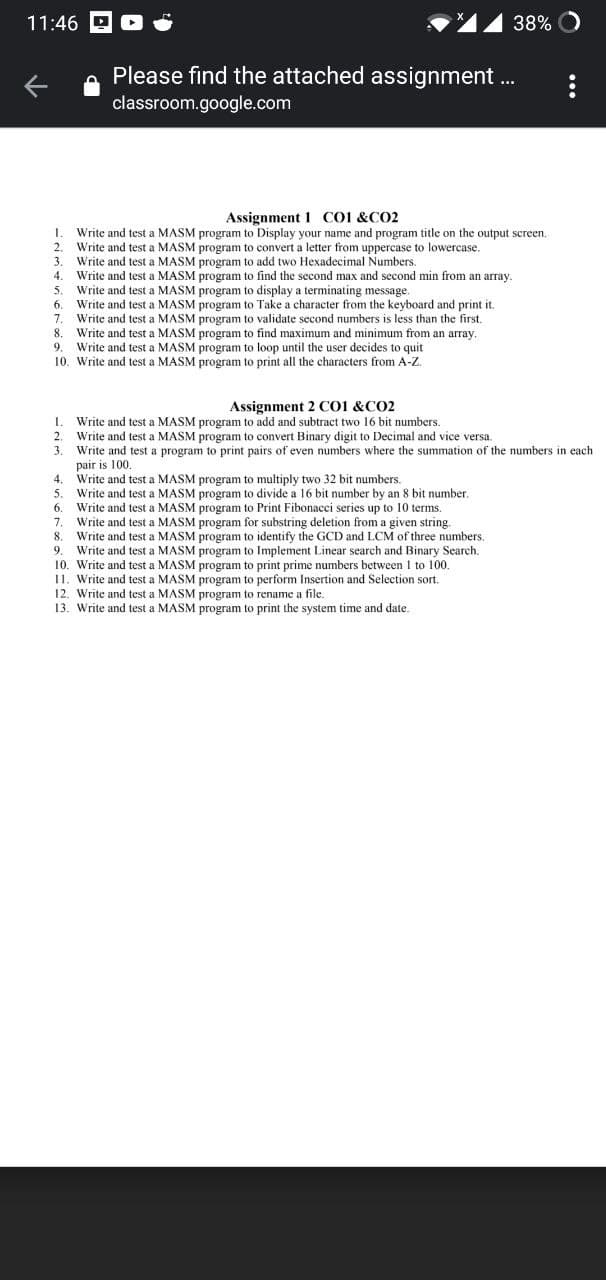 11:46
38%
Please find the attached assignment ...
classroom.google.com
Assignment 1 CO1 &CO2
1. Write and test a MASM program to Display your name and program title on the output screen.
2. Write and test a MASM program to convert a letter from uppercase to lowercase.
3. Write and test a MASM program to add two Hexadecimal Numbers.
4. Write and test a MASM program to find the second max and second min from an array.
5. Write and test a MASM program to display a terminating message.
6. Write and test a MASM program to Take a character from the keyboard and print it.
7. Write and test a MASM program to validate second numbers is less than the first.
8. Write and test a MASM program to find maximum and minimum from an array.
9. Write and test a MASM program to loop until the user decides to quit
10. Write and test a MASM program to print all the characters from A-Z.
Assignment 2 CO1 &CO2
1. Write and test a MASM program to add and subtract two 16 bit numbers.
2. Write and test a MASM program to convert Binary digit to Decimal and vice versa.
3. Write and test a program to print pairs of even numbers where the summation of the numbers in each
pair is 100.
4. Write and test a MASM program to multiply two 32 bit numbers.
5. Write and test a MASM program to divide a 16 bit number by an 8 bit number.
6. Write and test a MASM program to Print Fibonacci series up to 10 terms.
7. Write and test a MASM program for substring deletion from a given string.
8. Write and test a MASM program to identify the GCD and LCM of three numbers.
9. Write and test a MASM program to Implement Linear search and Binary Search.
10. Write and test a MASM program to print prime numbers between 1 to 100.
11. Write and test a MASM program to perform Insertion and Selection sort.
12. Write and test a MASM program to rename a file.
13. Write and test a MASM program to print the system time and date.